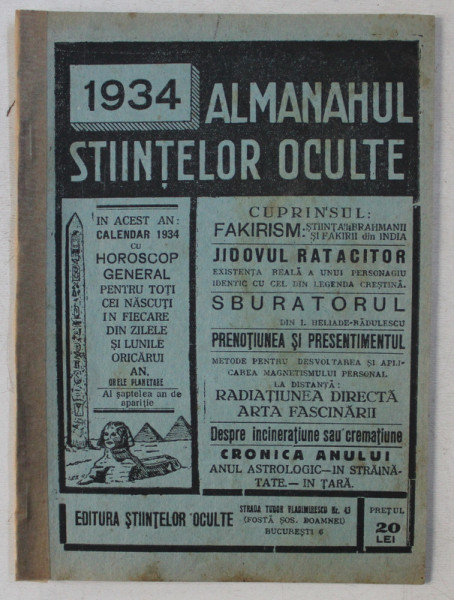 1934
ALMANAHUL
STIINȚELOR OCULTE
IN ACEST AN:
CALENDAR 1934
CU
HOROSCOP
GENERAL
PENTRU TOȚI
CEI NĂSCUȚI
IN FIECARE
DIN ZILELE
ȘI LUNILE
ORICĂRUI
AN.
ORELE PLANETARE
Al șaptelea an de
apariție
CUPRINSUL:
FAKIRISM: ȘTIINȚA'N BRAHMANII
ȘI FAKIRII din INDIA
JIDOVUL RATACITOR
EXISTENȚA REALĂ A UNUI PERSONAGIU
IDENTIC CU CEL DIN LEGENDA CREȘTINĂ.
SBURATORUL
DIN I. HELIADE-RĂDULESCU
PRENOȚIUNEA ȘI PRESENTIMENTUL
METODE PENTRU DESVOLTAREA ȘI APLI-
CAREA MAGNETISMULUI PERSONAL
LA DISTANȚĂ:
RADIAȚIUNEA DIRECTĂ
ARTA FASCINĂRII
Despre incinerațiune sau cremațiune
CRONICA ANULUI
ANUL ASTROLOGIC—IN STRĂINĂ-
TATE.— IN ȚARĂ.
EDITURA ȘTIINȚELOR OCULTE
STRADA TUDOR VLADIMIRESCU Nr. 43
(FOSTĂ ȘOS. DOAMNEI)
BUCUREȘTI 6
PREȚUL
20
LEI